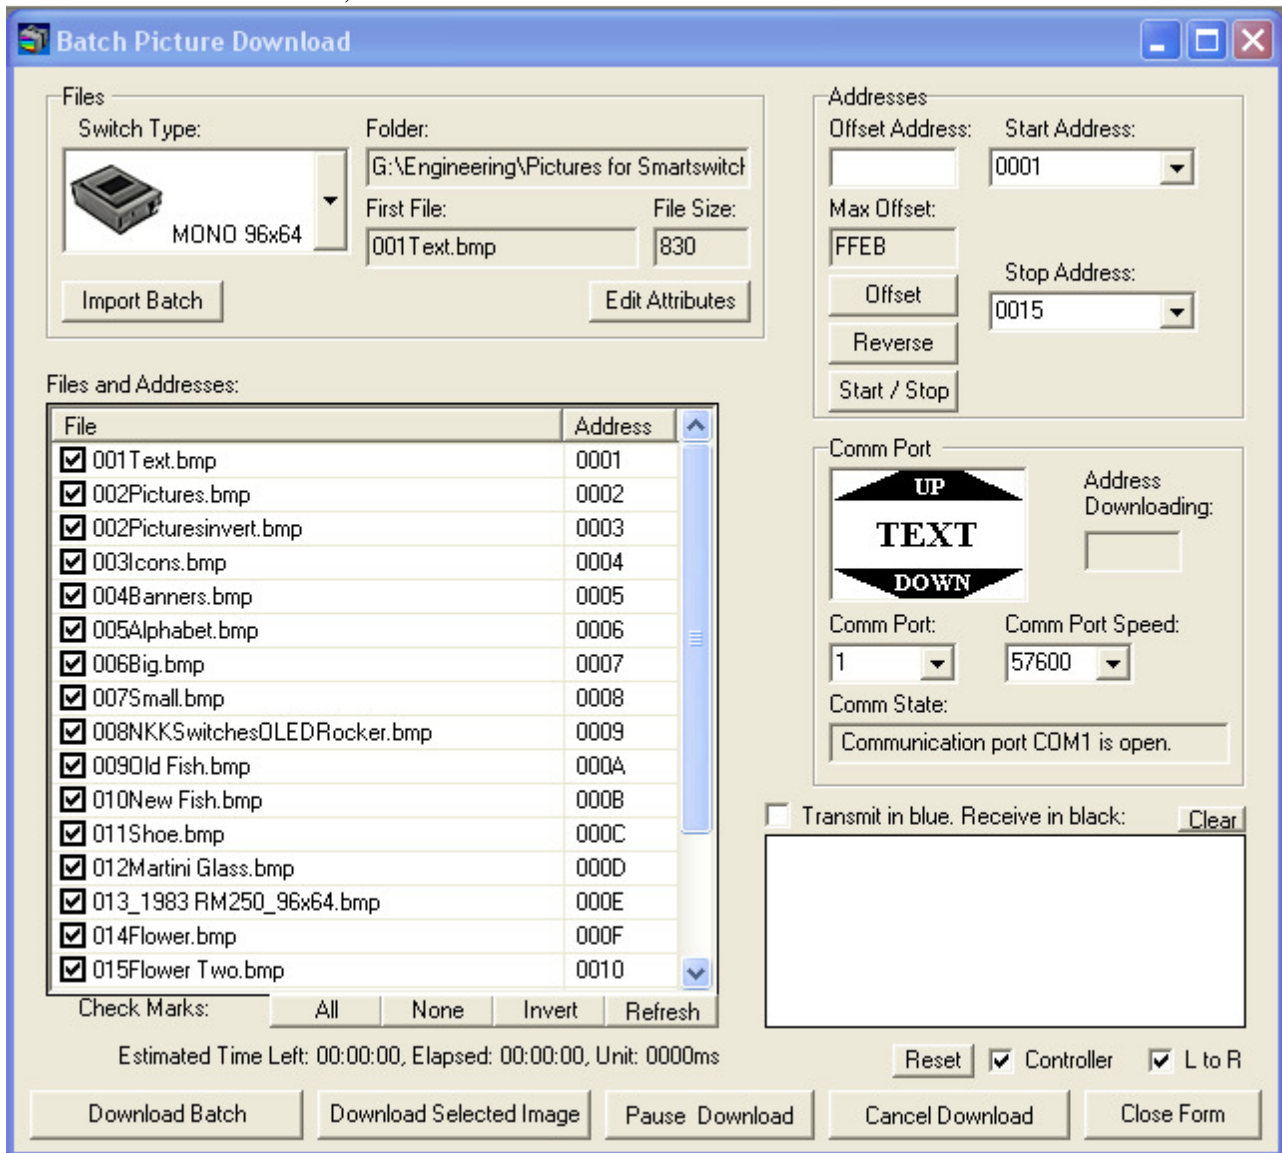 Batch Picture Download
Files
Switch Type:
Folder:
MONO 96x64
G:\Engineering\Pictures for Smartswitch
First File:
File Size:
001Text.bmp
830
Import Batch
Edit Attributes
Addresses
Offset Address:
Start Address:
0001
Max Offset:
FFEB
Offset
Stop Address:
0015
Reverse
Start / Stop
Files and Addresses:
File Address
001Text.bmp 0001
002Pictures.bmp 0002
002Picturesinvert.bmp 0003
003Icons.bmp 0004
004Banners.bmp 0005
005Alphabet.bmp 0006
006Big.bmp 0007
007Small.bmp 0008
008NKKSwitchesOLEDRocker.bmp 0009
009Old Fish.bmp 000A
010New Fish.bmp 000B
011Shoe.bmp 000C
012Martini Glass.bmp 000D
013_1983 RM250_96x64.bmp 000E
014Flower.bmp 000F
015Flower Two.bmp 0010
Check Marks: All None Invert Refresh
Comm Port
UP
TEXT
DOWN
Address
Downloading:
Comm Port:
Comm Port Speed:
1
57600
Comm State:
Communication port COM1 is open.
Transmit in blue. Receive in black:
Clear
Estimated Time Left: 00:00:00, Elapsed: 00:00:00, Unit: 0000ms
Reset Controller L to R
Download Batch Download Selected Image Pause Download Cancel Download Close Form